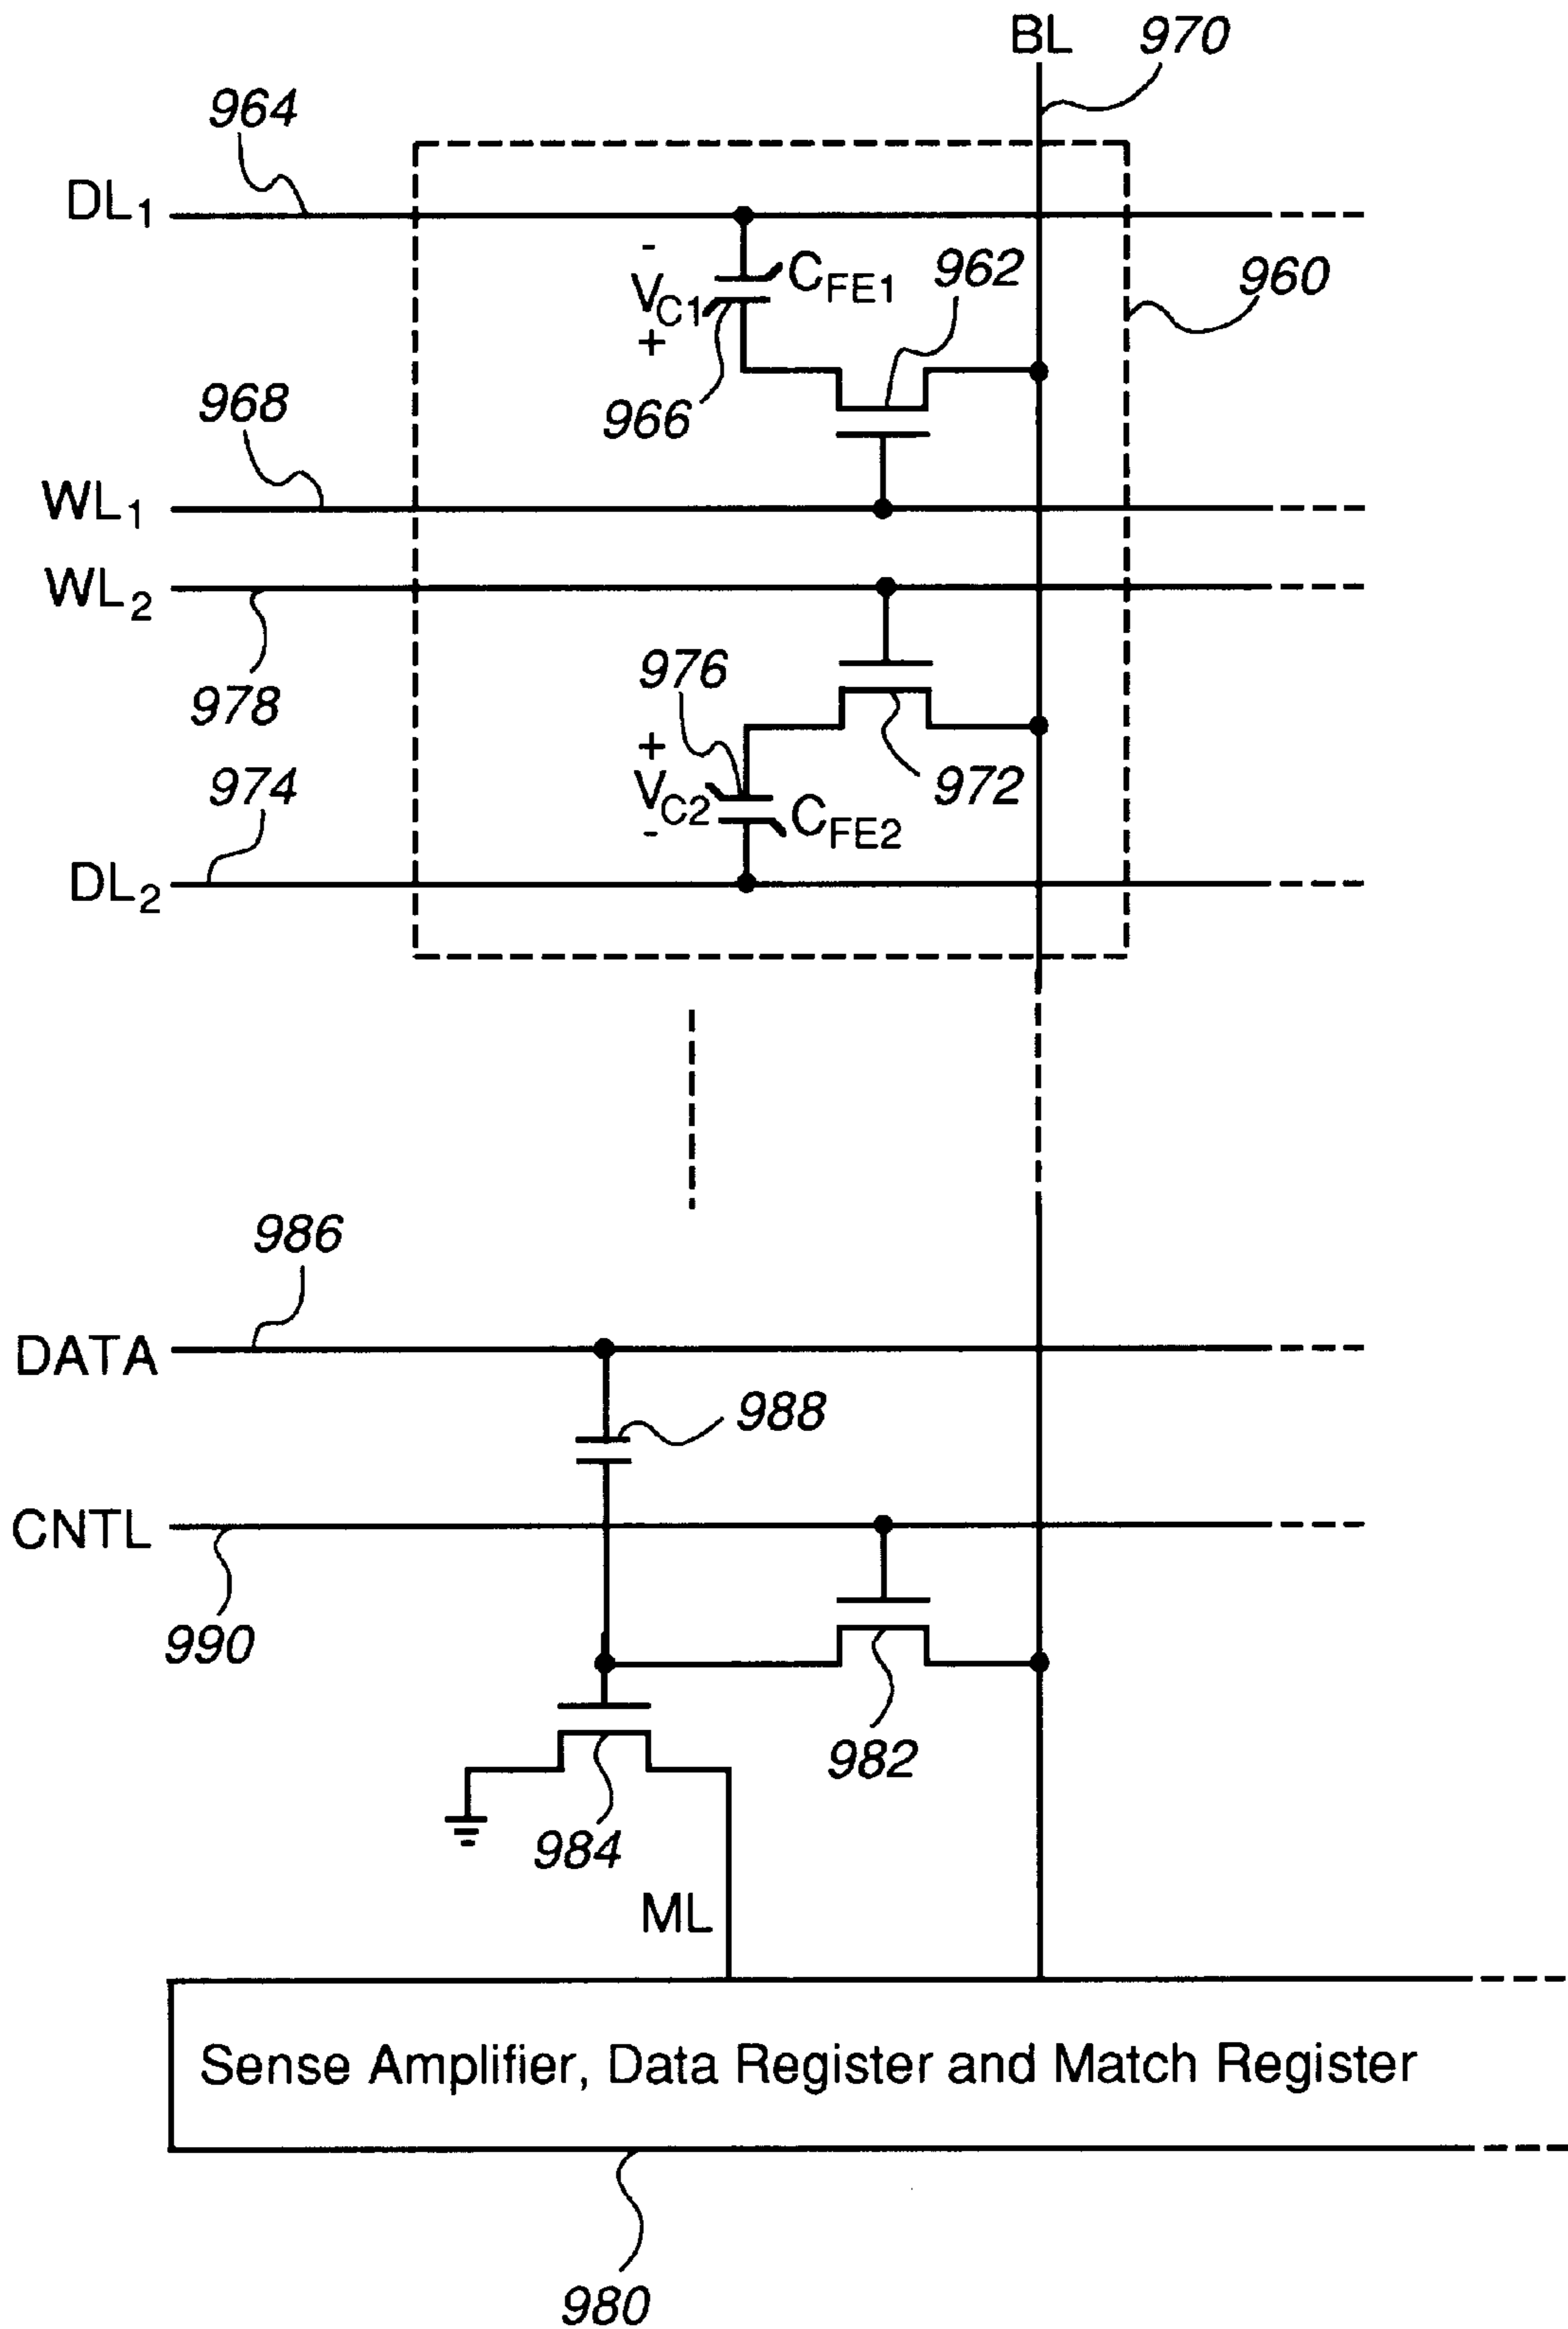 BL 970
964
DL1
-
VC1
+
CFE1
962
960
966
968
WL1
WL2
978
976
+
VC2
-
CFE2
972
974
DL2
986
DATA
988
CNTL
990
982
984
ML
Sense Amplifier, Data Register and Match Register
980